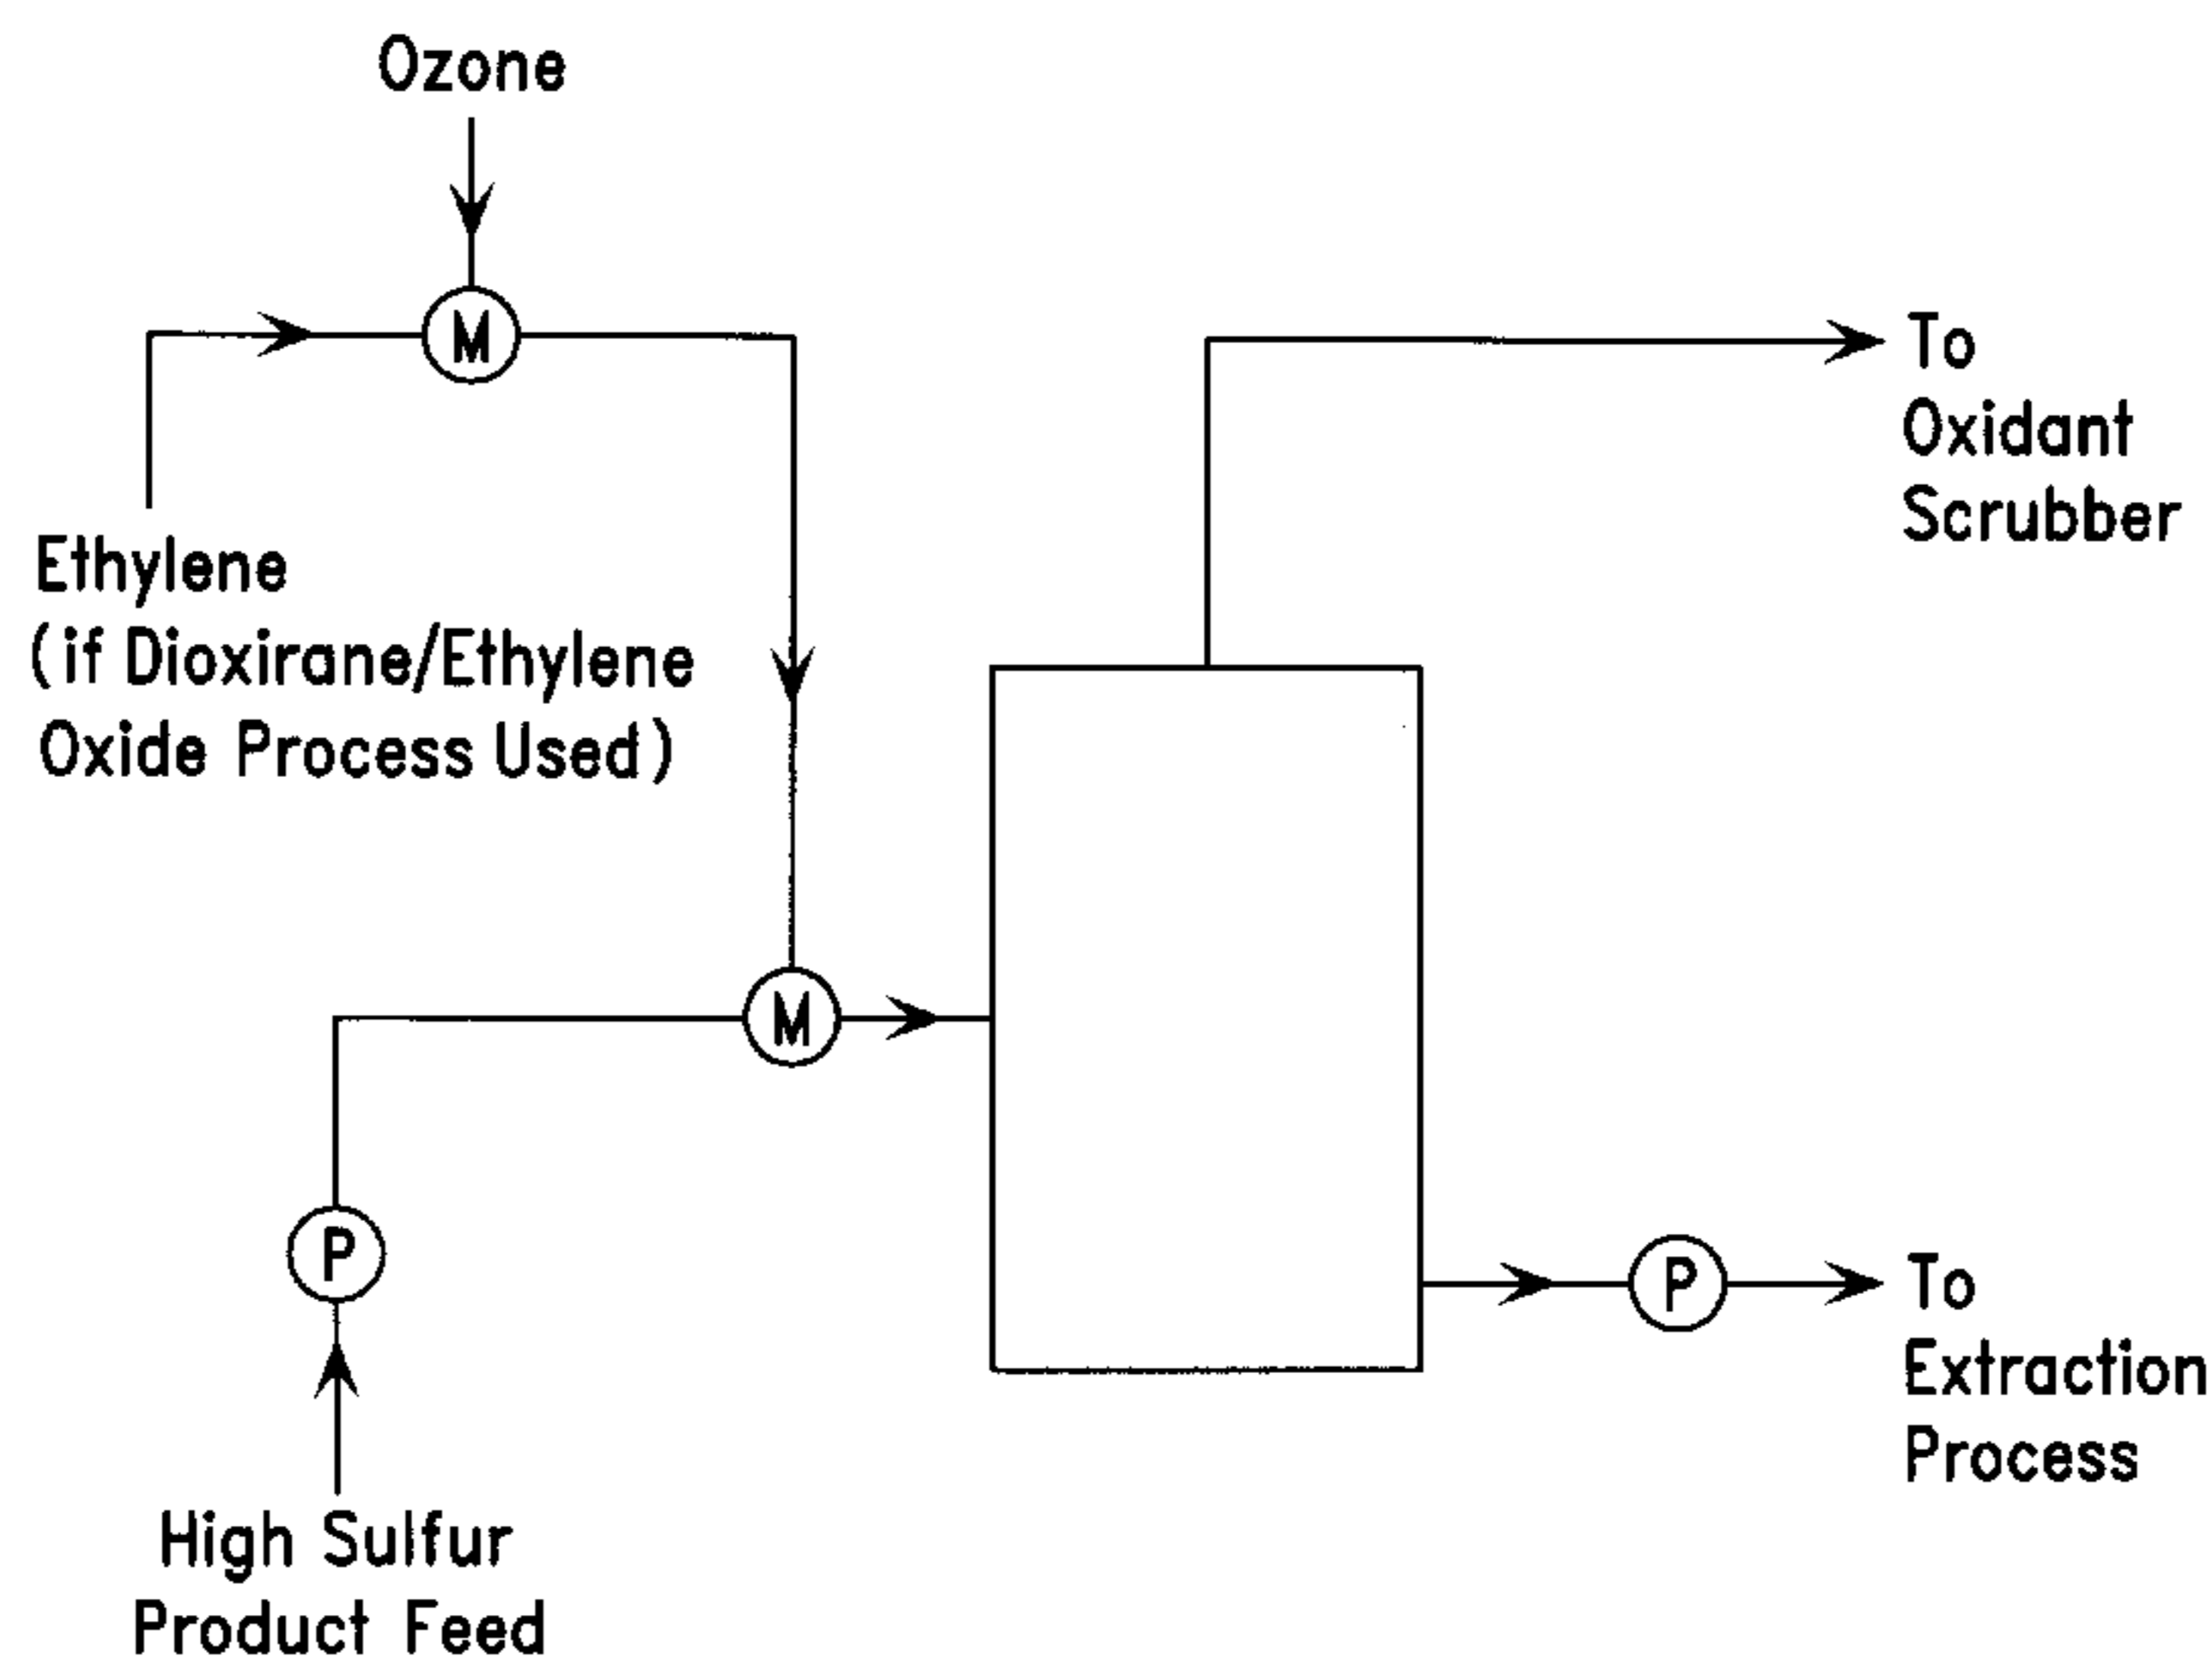 Ozone
M
To
Oxidant
Scrubber
Ethylene
(if Dioxirane/Ethylene
Oxide Process Used)
M
P
P
To
Extraction
Process
High Sulfur
Product Feed